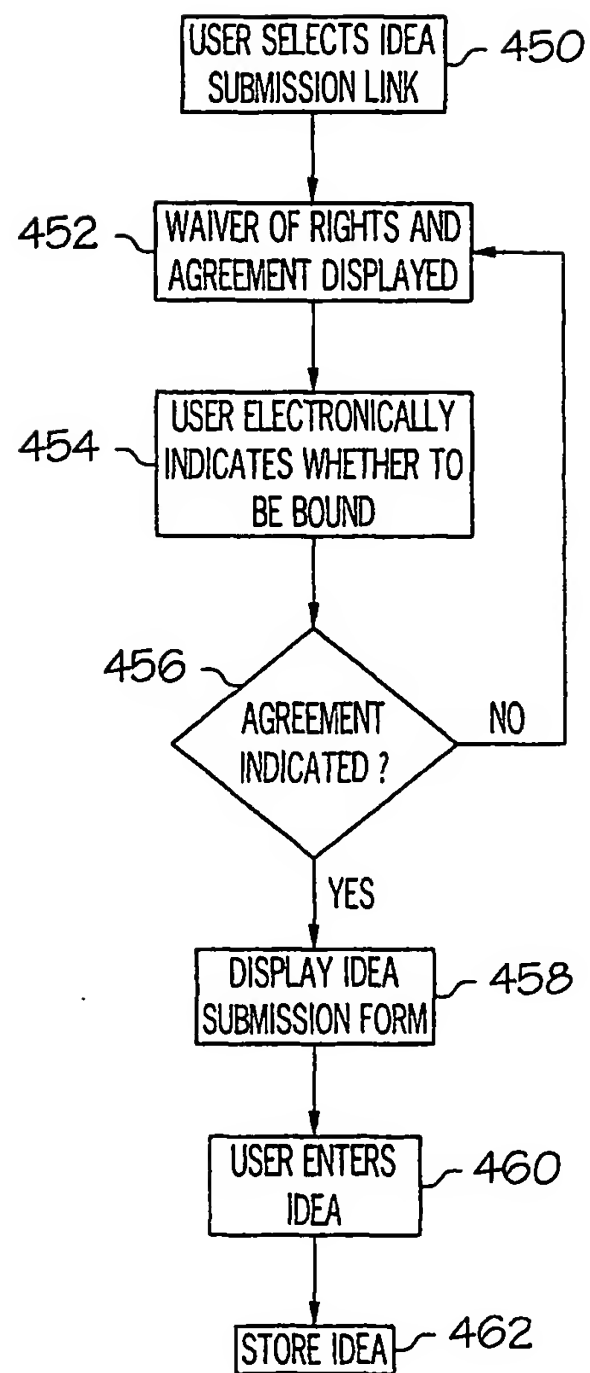 USER SELECTS IDEA
SUBMISSION LINK
450
452
WAIVER OF RIGHTS AND
AGREEMENT DISPLAYED
454
USER ELECTRONICALLY
INDICATES WHETHER TO
BE BOUND
456
AGREEMENT
INDICATED ?
NO
YES
DISPLAY IDEA
SUBMISSION FORM
458
USER ENTERS
IDEA
460
STORE IDEA
462